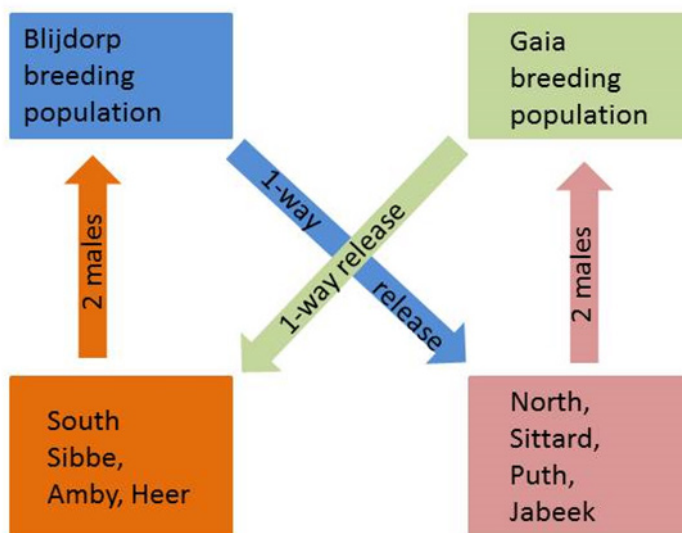 Blijdorp
breeding
population
Gaia
breeding
population
1-way
release
1-way release
2 males
2 males
South
Sibbe,
Amby, Heer
North,
Sittard,
Puth,
Jabeek